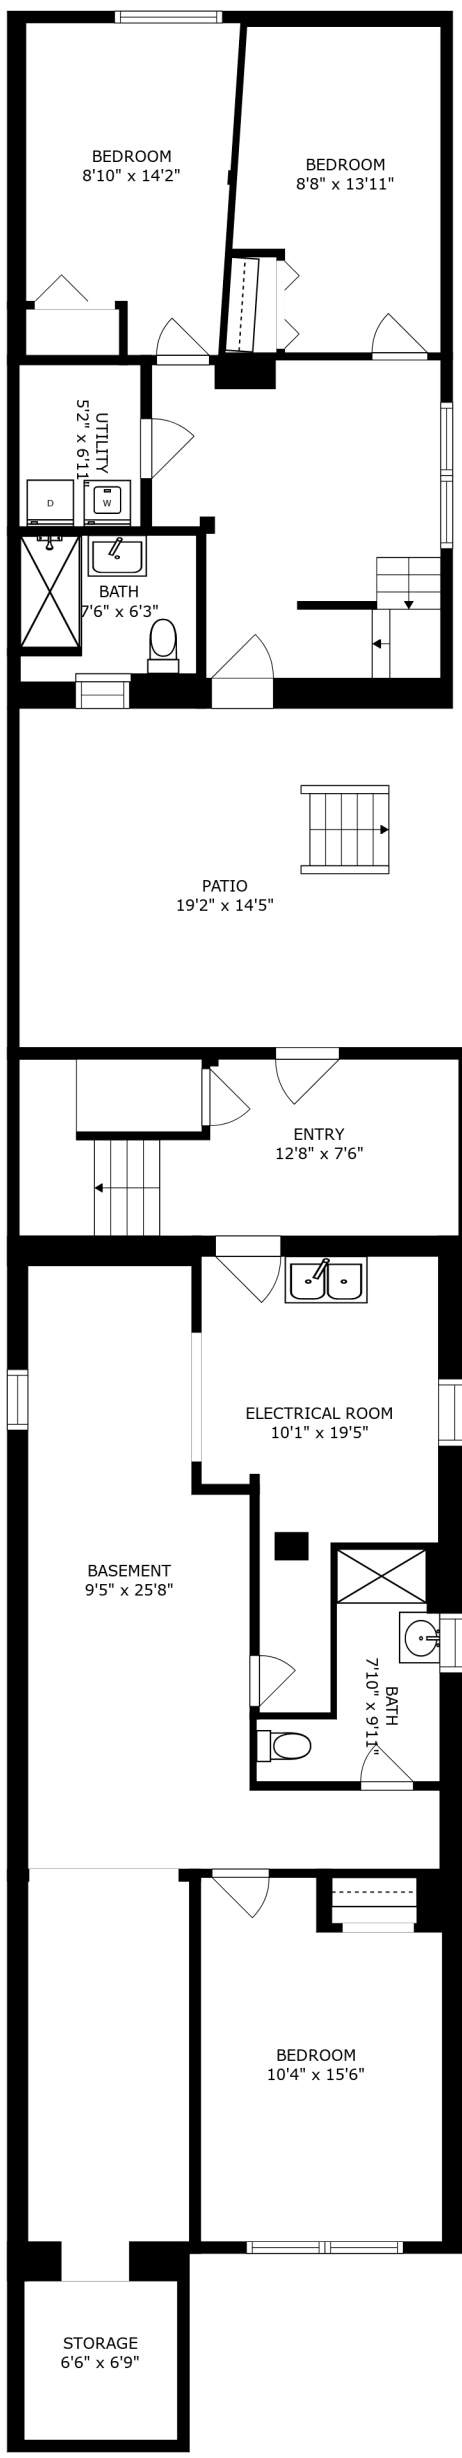 BEDROOM
8'10" x 14'2"
BEDROOM
8'8" x 13'11"
UTILITY
5'2" x 6'11"
D
W
BATH
7'6" x 6'3"
PATIO
19'2" x 14'5"
ENTRY
12'8" x 7'6"
ELECTRICAL ROOM
10'1" x 19'5"
BASEMENT
9'5" x 25'8"
BATH
7'10" x 9'11"
BEDROOM
10'4" x 15'6"
STORAGE
6'6" x 6'9"